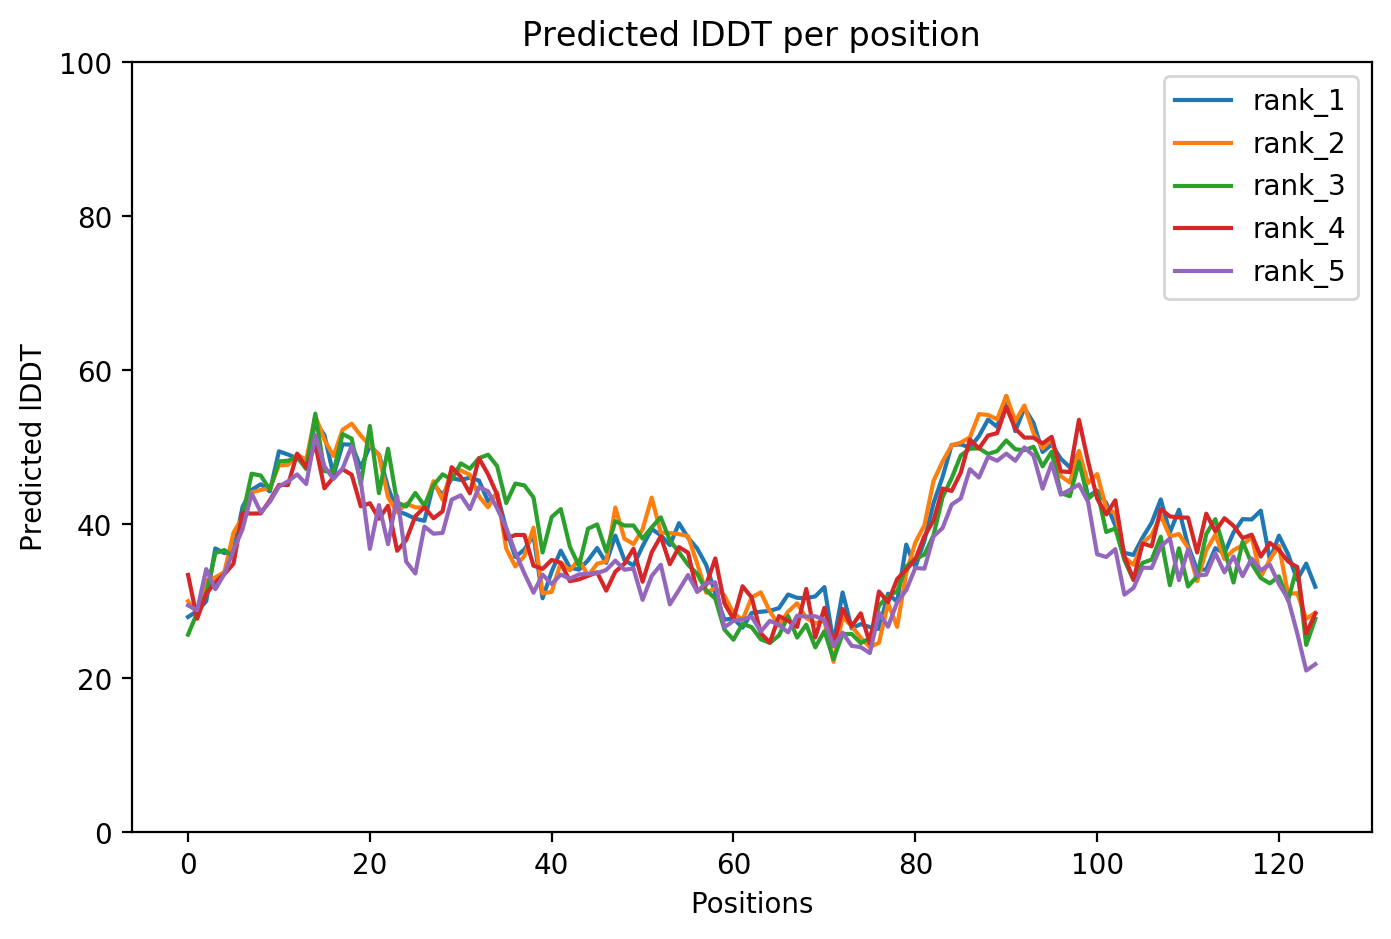 Predicted lDDT per position
100
80
60
40
20
0
Predicted lDDT
0 20 40 60 80 100 120
Positions
rank_1
rank_2
rank_3
rank_4
rank_5